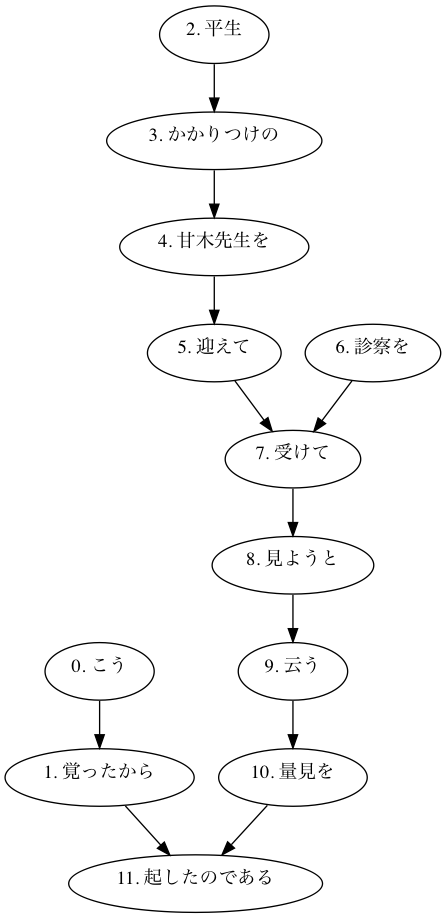 2. 平生
3. かかりつけの
4. 甘木先生を
5. 迎えて
6. 診察を
7. 受けて
8. 見ようと
0. こう
9. 云う
1. 覚ったから
10. 量見を
11. 起したのである